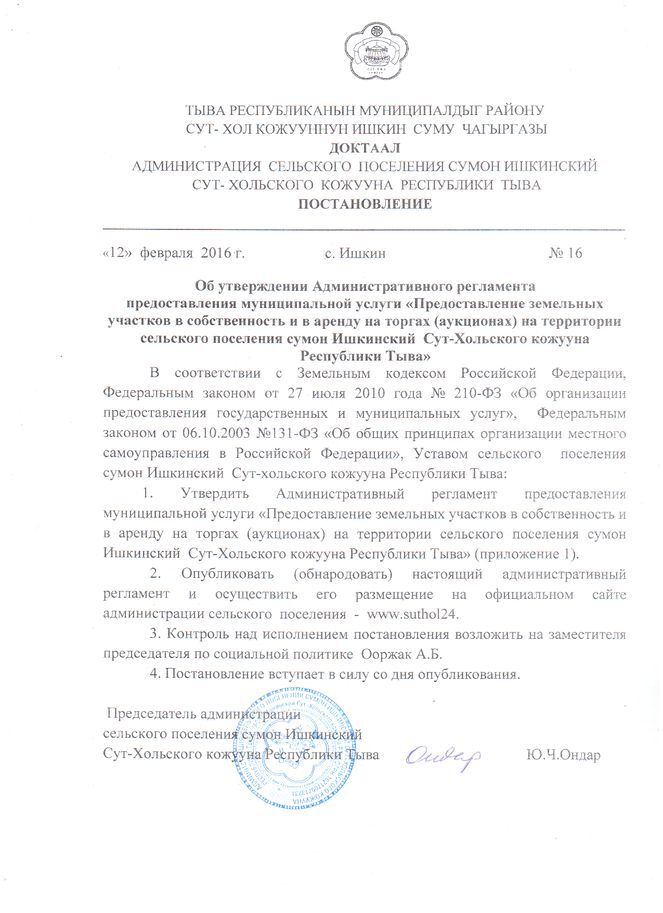 ТЫВА РЕСПУБЛИКАНЫН МУНИЦИПАЛДЫГ РАЙОНУ
СУТ- ХОЛ КОЖУУННУН ИШКИН СУМУ ЧАГЫРГАЗЫ
ДОКТААЛ
АДМИНИСТРАЦИЯ СЕЛЬСКОГО ПОСЕЛЕНИЯ СУМОН ИШКИНСКИЙ
СУТ- ХОЛЬСКОГО КОЖУУНА РЕСПУБЛИКИ ТЫВА
ПОСТАНОВЛЕНИЕ
«12» февраля 2016 г. с. Ишкин № 16
Об утверждении Административного регламента
предоставления муниципальной услуги «Предоставление земельных
участков в собственность и в аренду на торгах (аукционах) на территории
сельского поселения сумон Ишкинский Сут-Хольского кожууна
Республики Тыва»
В соответствии с Земельным кодексом Российской Федерации,
Федеральным законом от 27 июля 2010 года № 210-ФЗ «Об организации
предоставления государственных и муниципальных услуг», Федеральным
законом от 06.10.2003 №131-ФЗ «Об общих принципах организации местного
самоуправления в Российской Федерации», Уставом сельского поселения
сумон Ишкинский Сут-хольского кожууна Республики Тыва:
1. Утвердить Административный регламент предоставления
муниципальной услуги «Предоставление земельных участков в собственность и
в аренду на торгах (аукционах) на территории сельского поселения сумон
Ишкинский Сут-Хольского кожууна Республики Тыва» (приложение 1).
2. Опубликовать (обнародовать) настоящий административный
регламент и осуществить его размещение на официальном сайте
администрации сельского поселения - www.suthol24.
3. Контроль над исполнением постановления возложить на заместителя
председателя по социальной политике Ооржак А.Б.
4. Постановление вступает в силу со дня опубликования.
Председатель администрации
сельского поселения сумон Ишкинский
Сут-Хольского кожууна Республики Тыва Ондар Ю.Ч.Ондар